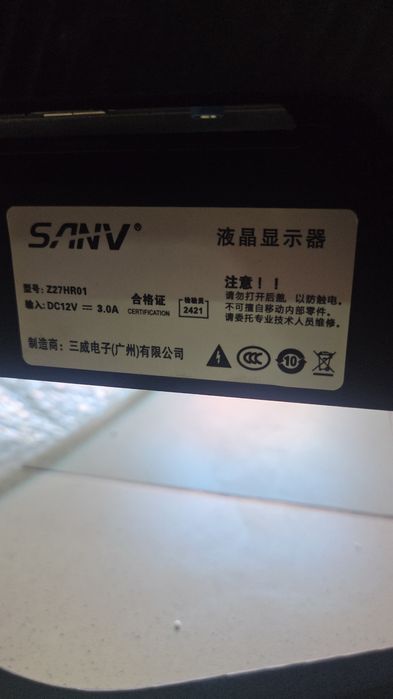 SANV®
液晶显示器
型号: Z27HR01
输入: DC12V ⎓ 3.0A
合格证
CERTIFICATION
检验员
2421
注意！！
请勿打开后盖, 以防触电。
不可擅自移动内部零件。
请委托专业技术人员维修。
制造商: 三威电子(广州)有限公司
CCC
10